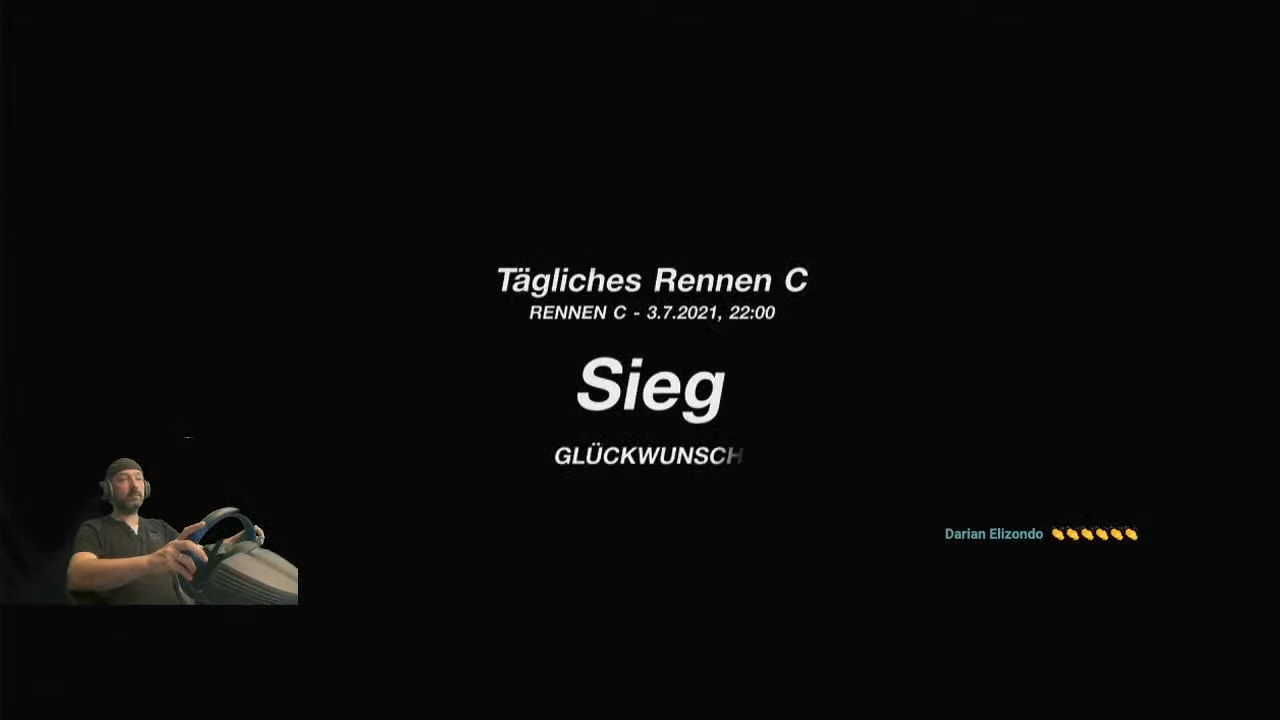 Tägliches Rennen C
RENNEN C - 3.7.2021, 22:00
Sieg
GLÜCKWUNSCH
Darian Elizondo 👏👏👏👏👏👏